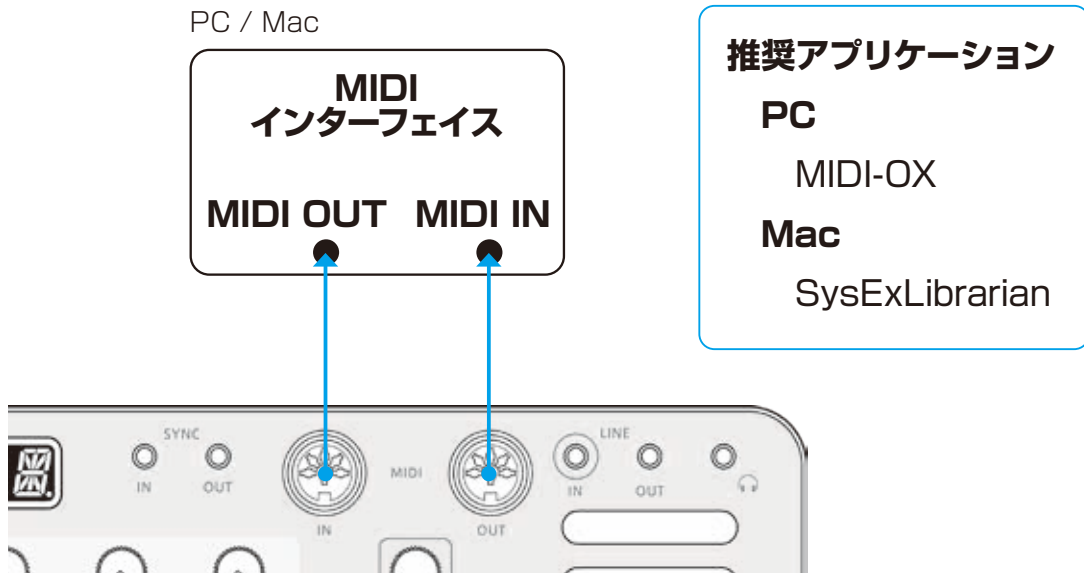 PC / Mac
MIDI
インターフェイス
MIDI OUT MIDI IN
推奨アプリケーション
PC
MIDI-OX
Mac
SysExLibrarian
SYNC
IN
OUT
MIDI
IN
OUT
LINE
IN
OUT